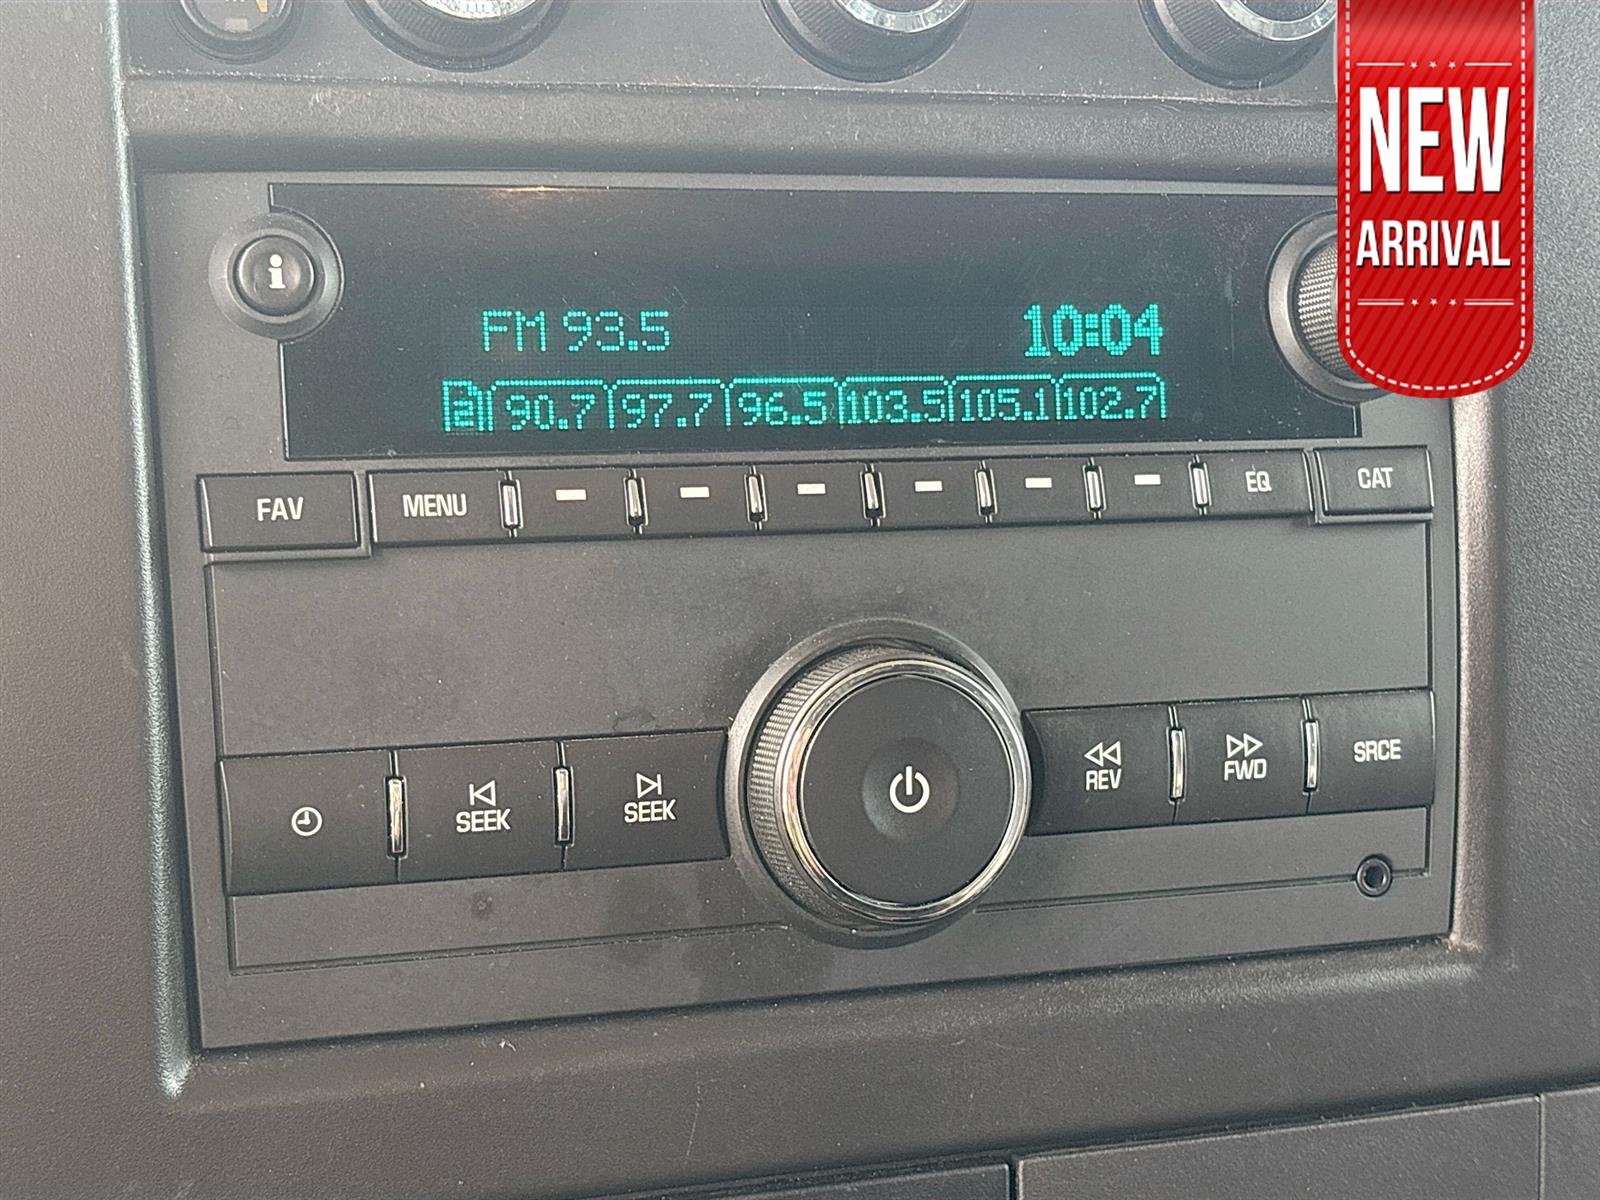 NEW
ARRIVAL
i
FM 93.5 10:04
2 90.7 97.7 96.5 103.5 105.1 102.7
FAV MENU EQ CAT
SEEK SEEK REV FWD SRCE